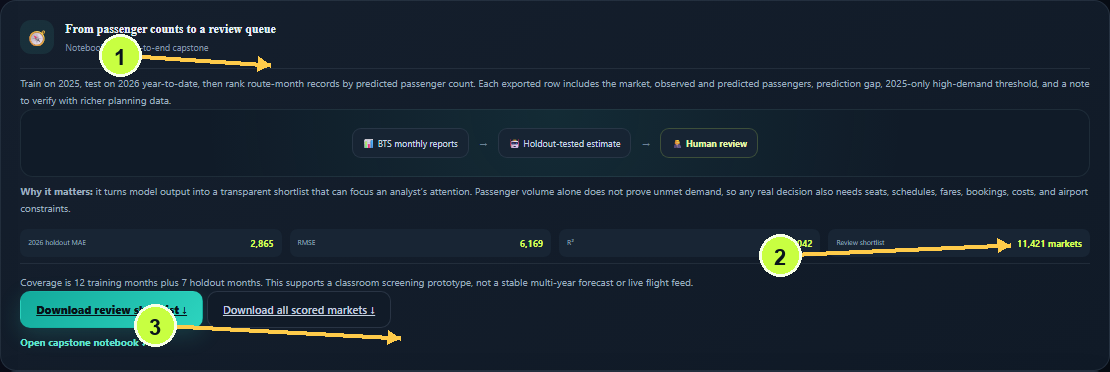 From passenger counts to a review queue
1
Notebook -to-end capstone
Train on 2025, test on 2026 year-to-date, then rank route-month records by predicted passenger count. Each exported row includes the market, observed and predicted passengers, prediction gap, 2025-only high-demand threshold, and a note
to verify with richer planning data.
BTS monthly reports → Holdout-tested estimate → Human review
Why it matters: it turns model output into a transparent shortlist that can focus an analyst's attention. Passenger volume alone does not prove unmet demand, so any real decision also needs seats, schedules, fares, bookings, costs, and airport
constraints.
2026 holdout MAE 2,865 RMSE 6,169 R² 042 Review shortlist 11,421 markets
2
Coverage is 12 training months plus 7 holdout months. This supports a classroom screening prototype, not a stable multi-year forecast or live flight feed.
Download review st ↓ Download all scored markets ↓
3
Open capstone notebook